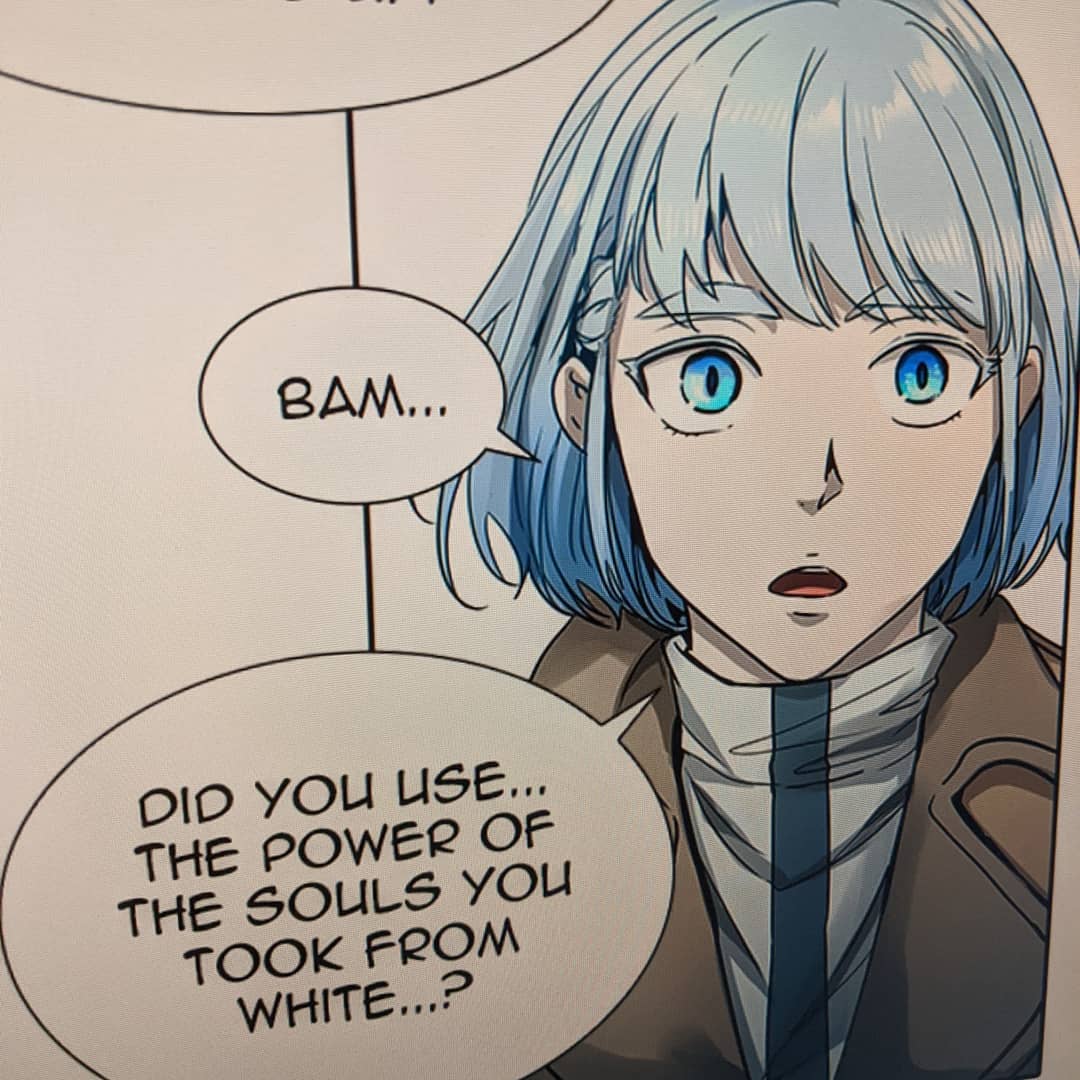 BAM...
DID YOU USE...
THE POWER OF
THE SOULS YOU
TOOK FROM
WHITE...?